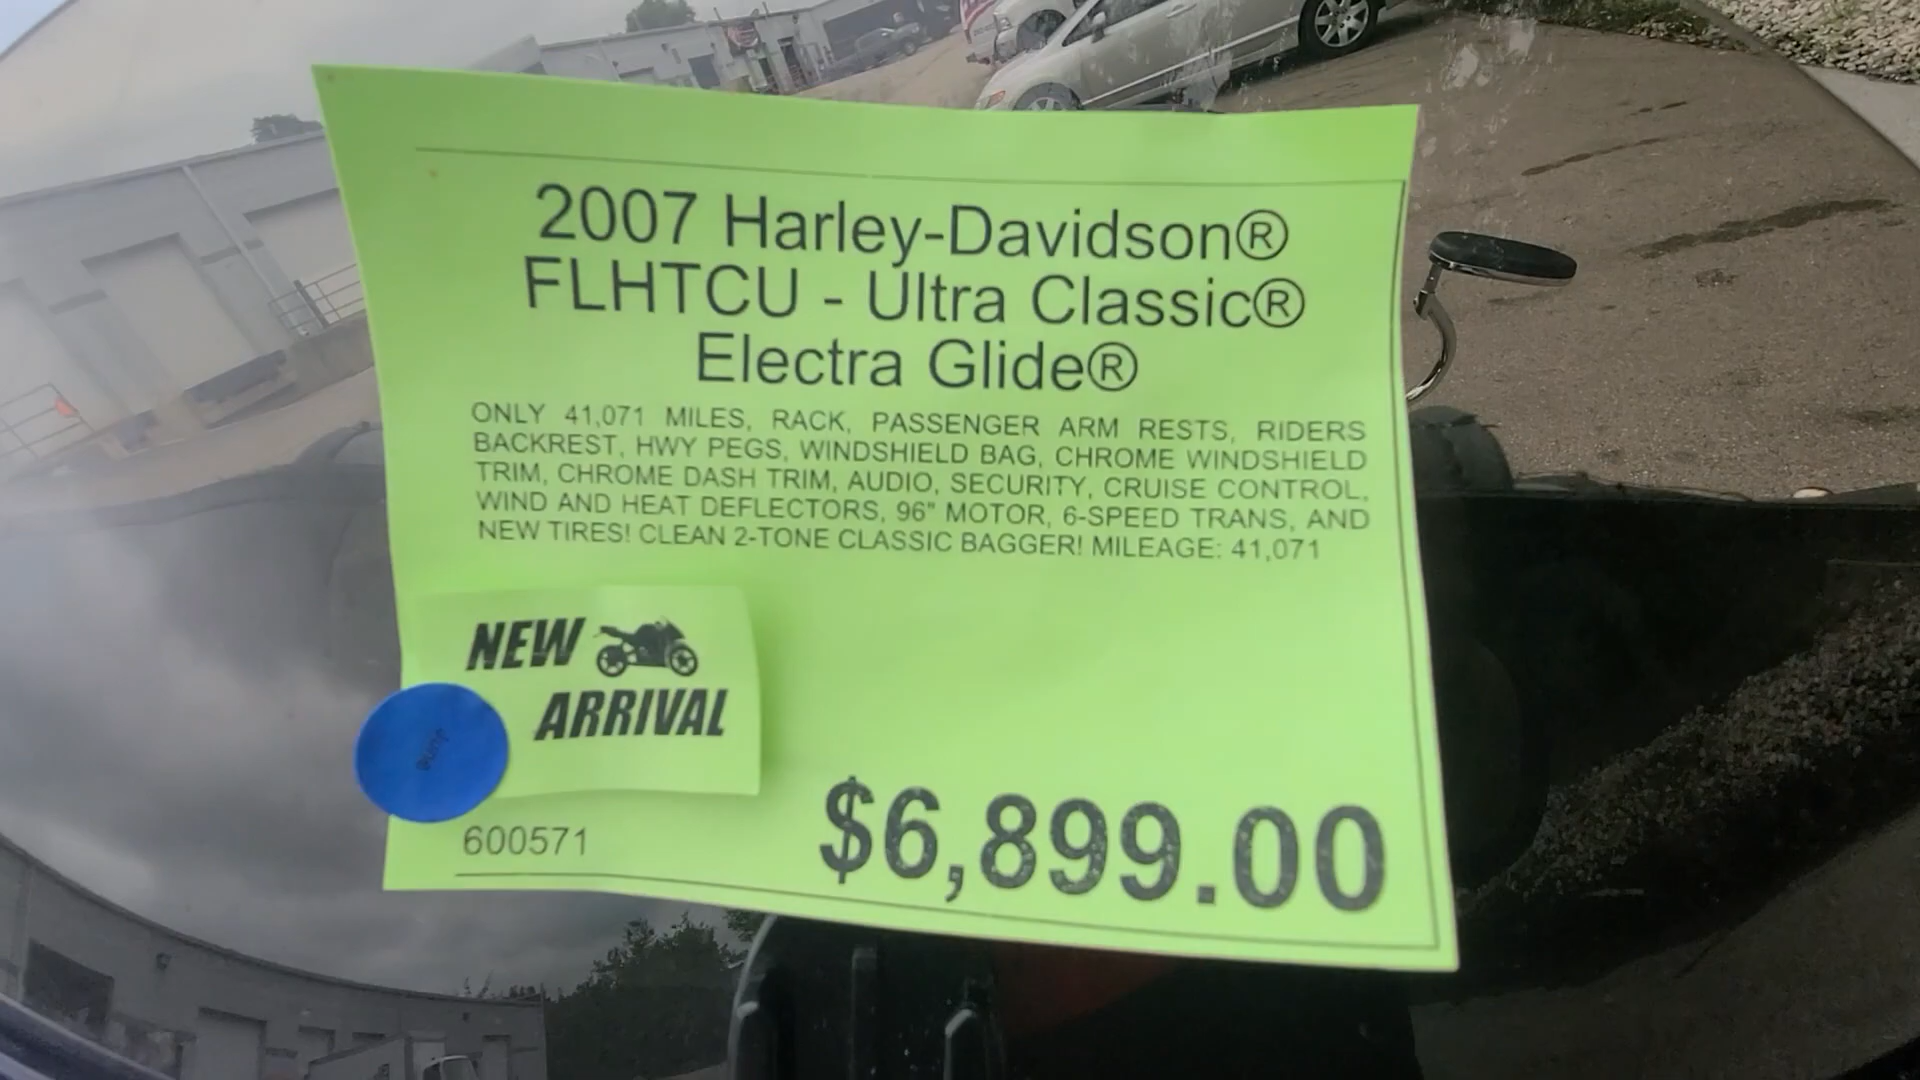 2007 Harley-Davidson®
FLHTCU - Ultra Classic®
Electra Glide®
ONLY 41,071 MILES, RACK, PASSENGER ARM RESTS, RIDERS
BACKREST, HWY PEGS, WINDSHIELD BAG, CHROME WINDSHIELD
TRIM, CHROME DASH TRIM, AUDIO, SECURITY, CRUISE CONTROL,
WIND AND HEAT DEFLECTORS, 96" MOTOR, 6-SPEED TRANS, AND
NEW TIRES! CLEAN 2-TONE CLASSIC BAGGER! MILEAGE: 41,071
NEW
ARRIVAL
June
600571
$6,899.00